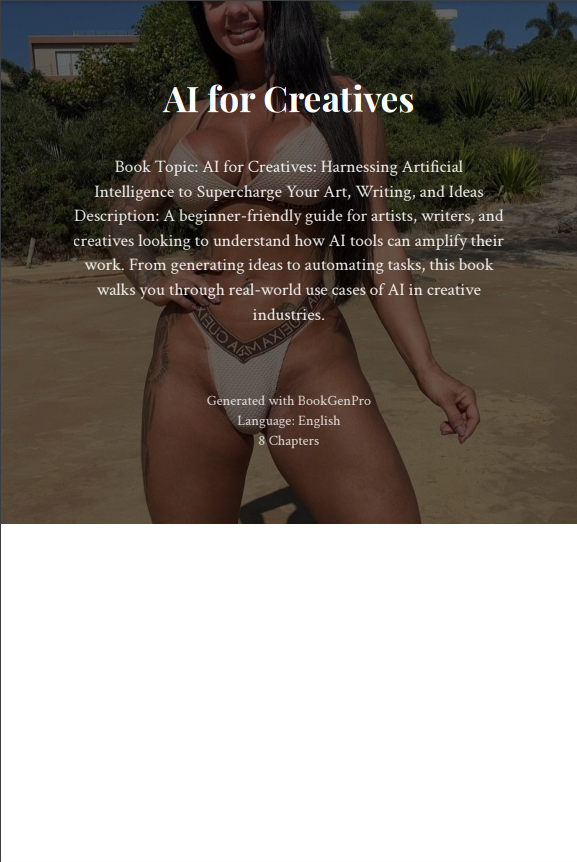 AI for Creatives
Book Topic: AI for Creatives: Harnessing Artificial
Intelligence to Supercharge Your Art, Writing, and Ideas
Description: A beginner-friendly guide for artists, writers, and
creatives looking to understand how AI tools can amplify their
work. From generating ideas to automating tasks, this book
walks you through real-world use cases of AI in creative
industries.
Generated with BookGenPro
Language: English
8 Chapters